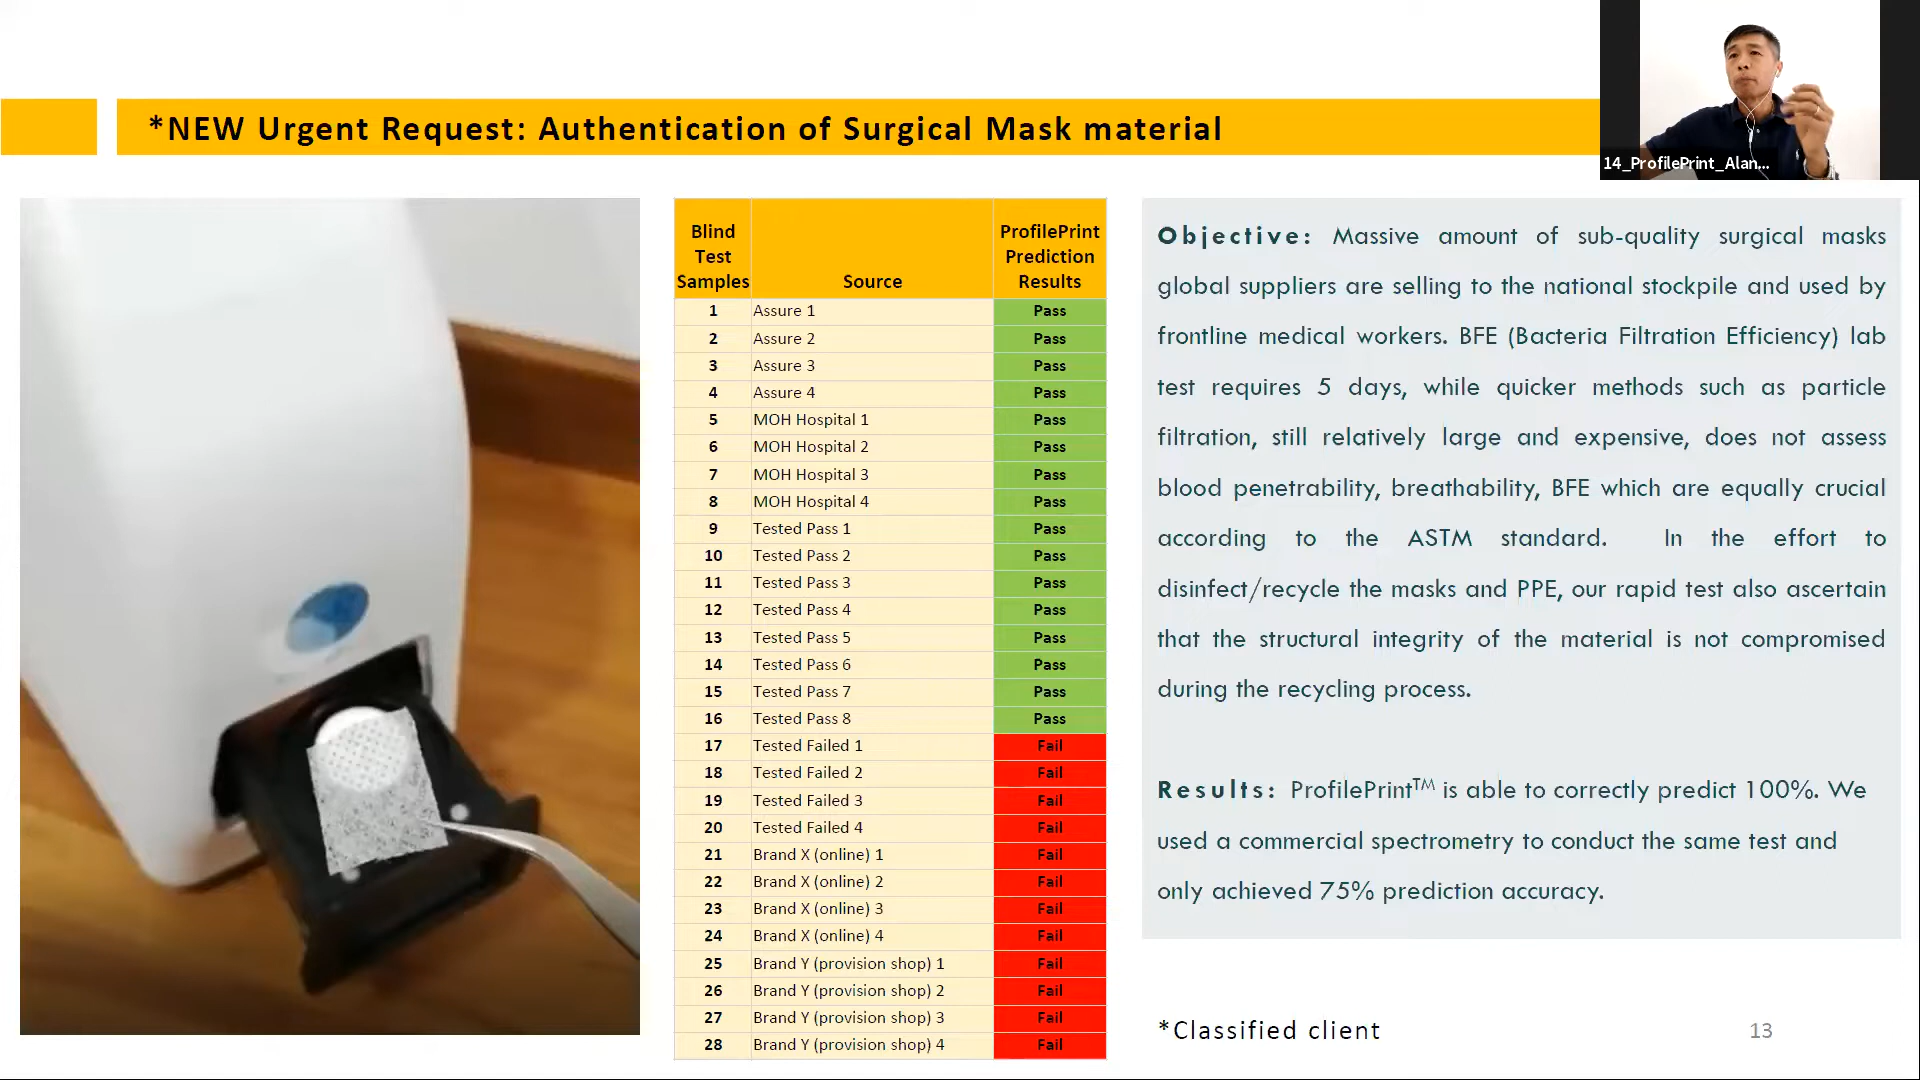 *NEW Urgent Request: Authentication of Surgical Mask material
14_ProfilePrint_Alan...
Blind Test Samples Source ProfilePrint Prediction Results
1 Assure 1 Pass
2 Assure 2 Pass
3 Assure 3 Pass
4 Assure 4 Pass
5 MOH Hospital 1 Pass
6 MOH Hospital 2 Pass
7 MOH Hospital 3 Pass
8 MOH Hospital 4 Pass
9 Tested Pass 1 Pass
10 Tested Pass 2 Pass
11 Tested Pass 3 Pass
12 Tested Pass 4 Pass
13 Tested Pass 5 Pass
14 Tested Pass 6 Pass
15 Tested Pass 7 Pass
16 Tested Pass 8 Pass
17 Tested Failed 1 Fail
18 Tested Failed 2 Fail
19 Tested Failed 3 Fail
20 Tested Failed 4 Fail
21 Brand X (online) 1 Fail
22 Brand X (online) 2 Fail
23 Brand X (online) 3 Fail
24 Brand X (online) 4 Fail
25 Brand Y (provision shop) 1 Fail
26 Brand Y (provision shop) 2 Fail
27 Brand Y (provision shop) 3 Fail
28 Brand Y (provision shop) 4 Fail
Objective: Massive amount of sub-quality surgical masks
global suppliers are selling to the national stockpile and used by
frontline medical workers. BFE (Bacteria Filtration Efficiency) lab
test requires 5 days, while quicker methods such as particle
filtration, still relatively large and expensive, does not assess
blood penetrability, breathability, BFE which are equally crucial
according to the ASTM standard. In the effort to
disinfect/recycle the masks and PPE, our rapid test also ascertain
that the structural integrity of the material is not compromised
during the recycling process.
Results: ProfilePrint™ is able to correctly predict 100%. We
used a commercial spectrometry to conduct the same test and
only achieved 75% prediction accuracy.
*Classified client
13